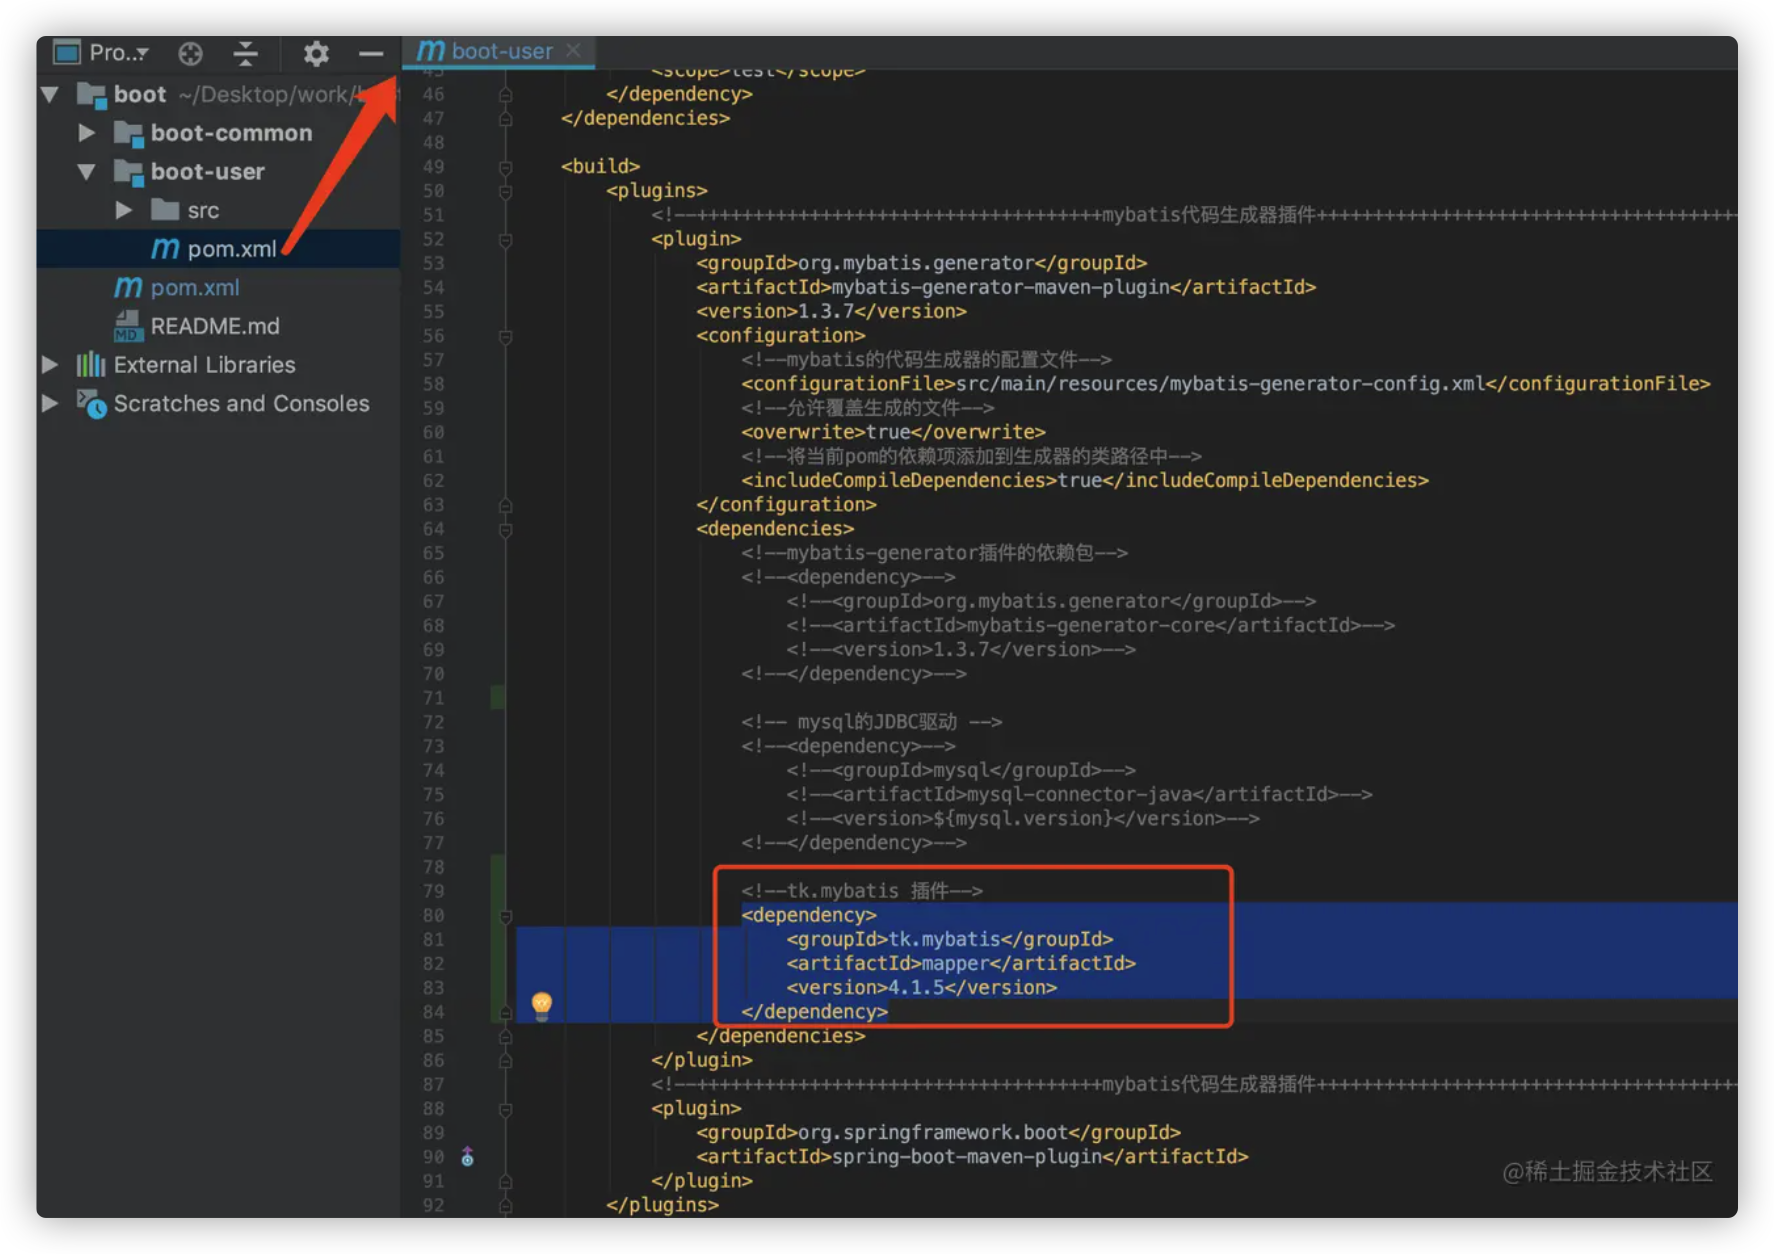 Pro..
boot-user
boot ~/Desktop/work/
boot-common
boot-user
src
pom.xml
pom.xml
README.md
External Libraries
Scratches and Consoles
45 <scope>test</scope>
46 </dependency>
47 </dependencies>
48
49 <build>
50 <plugins>
51 <!--++++++++++++++++++++++++++++++++++++mybatis代码生成器插件++++++++++++++++++++++++++++++++++++++
52 <plugin>
53 <groupId>org.mybatis.generator</groupId>
54 <artifactId>mybatis-generator-maven-plugin</artifactId>
55 <version>1.3.7</version>
56 <configuration>
57 <!--mybatis的代码生成器的配置文件-->
58 <configurationFile>src/main/resources/mybatis-generator-config.xml</configurationFile>
59 <!--允许覆盖生成的文件-->
60 <overwrite>true</overwrite>
61 <!--将当前pom的依赖项添加到生成器的类路径中-->
62 <includeCompileDependencies>true</includeCompileDependencies>
63 </configuration>
64 <dependencies>
65 <!--mybatis-generator插件的依赖包-->
66 <!--<dependency>-->
67 <!--<groupId>org.mybatis.generator</groupId>-->
68 <!--<artifactId>mybatis-generator-core</artifactId>-->
69 <!--<version>1.3.7</version>-->
70 <!--</dependency>-->
71
72 <!-- mysql的JDBC驱动 -->
73 <!--<dependency>-->
74 <!--<groupId>mysql</groupId>-->
75 <!--<artifactId>mysql-connector-java</artifactId>-->
76 <!--<version>${mysql.version}</version>-->
77 <!--</dependency>-->
78
79 <!--tk.mybatis 插件-->
80 <dependency>
81 <groupId>tk.mybatis</groupId>
82 <artifactId>mapper</artifactId>
83 <version>4.1.5</version>
84 </dependency>
85 </dependencies>
86 </plugin>
87 <!--++++++++++++++++++++++++++++++++++++mybatis代码生成器插件++++++++++++++++++++++++++++++++++++++
88 <plugin>
89 <groupId>org.springframework.boot</groupId>
90 <artifactId>spring-boot-maven-plugin</artifactId>
91 </plugin>
92 </plugins>
@稀土掘金技术社区